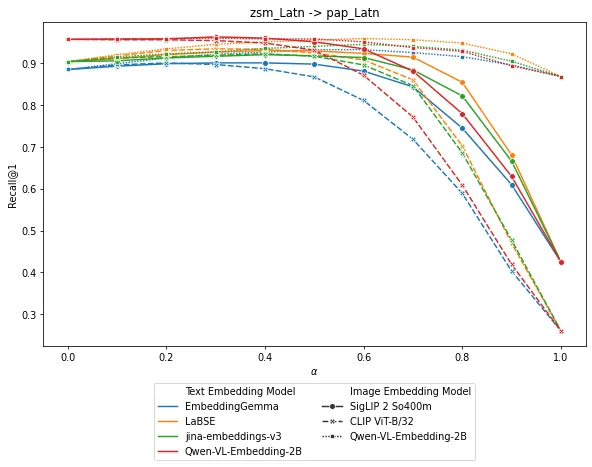 zsm_Latn -> pap_Latn
Recall@1
0.9
0.8
0.7
0.6
0.5
0.4
0.3
0.0
0.2
0.4
0.6
0.8
1.0
α
Text Embedding Model
EmbeddingGemma
LaBSE
jina-embeddings-v3
Qwen-VL-Embedding-2B
Image Embedding Model
SigLIP 2 So400m
CLIP ViT-B/32
Qwen-VL-Embedding-2B